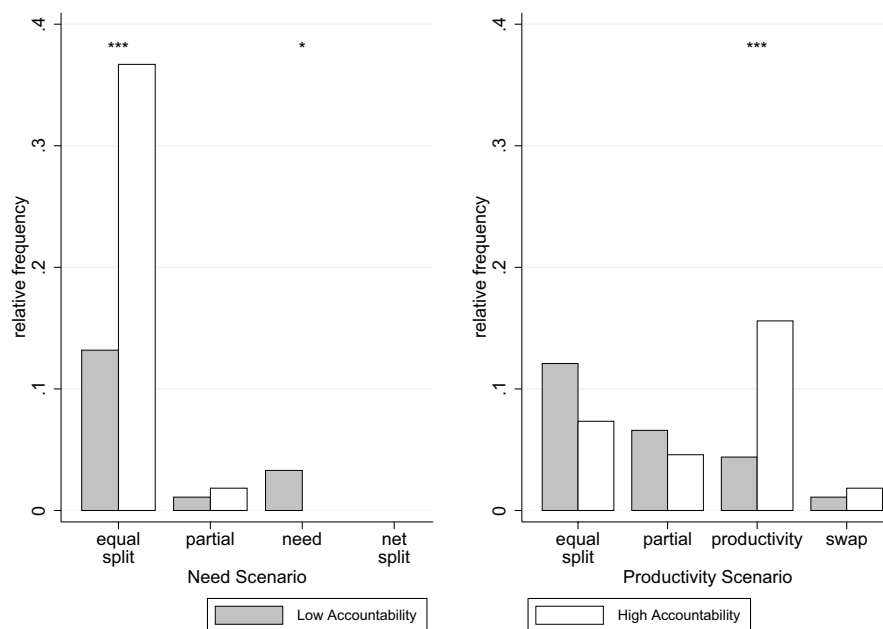 *** *
relative frequency
.4
.3
.2
.1
0
equal split partial need net split
Need Scenario
***
relative frequency
.4
.3
.2
.1
0
equal split partial productivity swap
Productivity Scenario
Low Accountability High Accountability